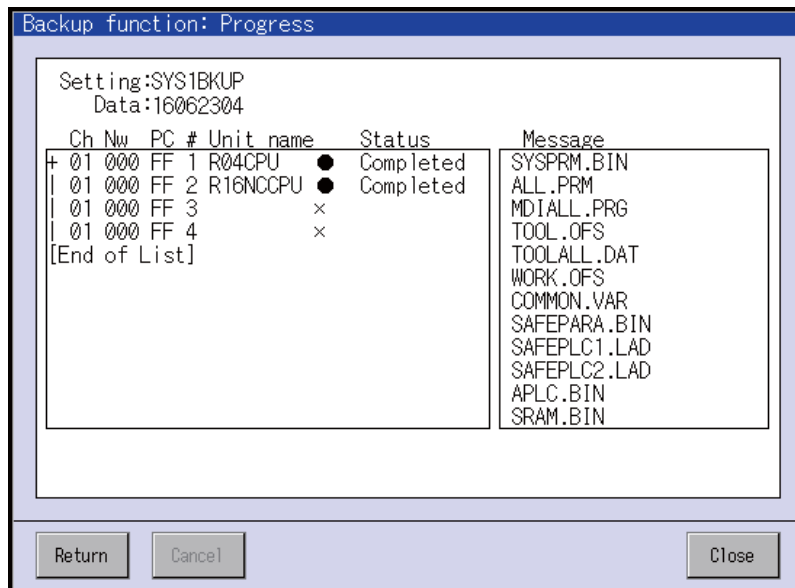 Backup function: Progress
Setting:SYS1BKUP
Data:16062304
Ch Nw PC # Unit name Status Message
+ 01 000 FF 1 R04CPU ● Completed
| 01 000 FF 2 R16NCCPU ● Completed
| 01 000 FF 3 ×
| 01 000 FF 4 ×
[End of List]
SYSPRM.BIN
ALL.PRM
MDIALL.PRG
TOOL.OFS
TOOLALL.DAT
WORK.OFS
COMMON.VAR
SAFEPARA.BIN
SAFEPLC1.LAD
SAFEPLC2.LAD
APLC.BIN
SRAM.BIN
Return Cancel Close